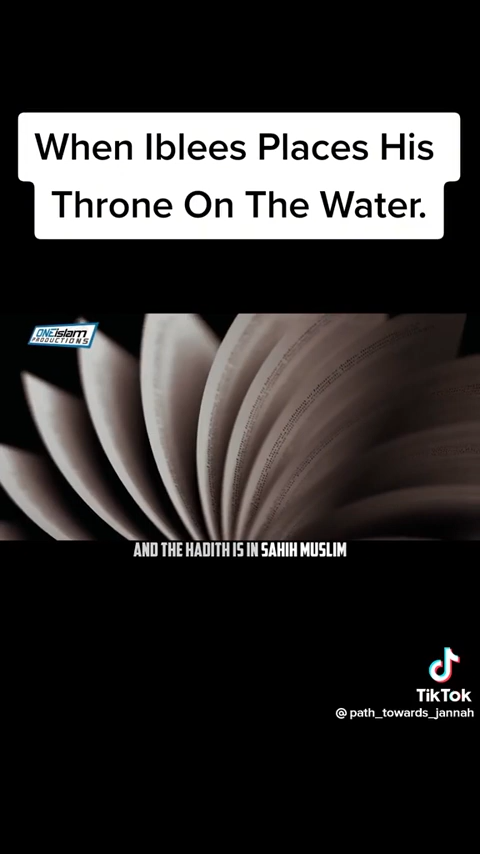 When Iblees Places His
Throne On The Water.
ONEislam
PRODUCTIONS
AND THE HADITH IS IN SAHIH MUSLIM
TikTok
@path_towards_jannah